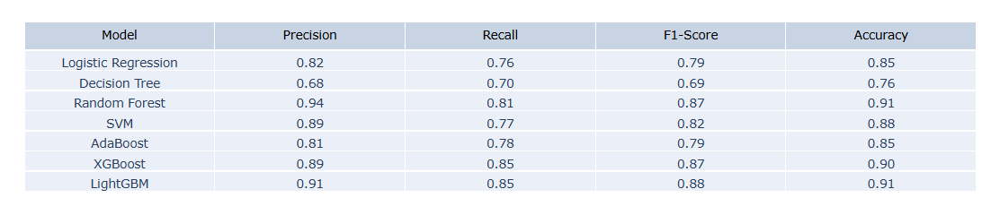 Model Precision Recall F1-Score Accuracy
Logistic Regression 0.82 0.76 0.79 0.85
Decision Tree 0.68 0.70 0.69 0.76
Random Forest 0.94 0.81 0.87 0.91
SVM 0.89 0.77 0.82 0.88
AdaBoost 0.81 0.78 0.79 0.85
XGBoost 0.89 0.85 0.87 0.90
LightGBM 0.91 0.85 0.88 0.91